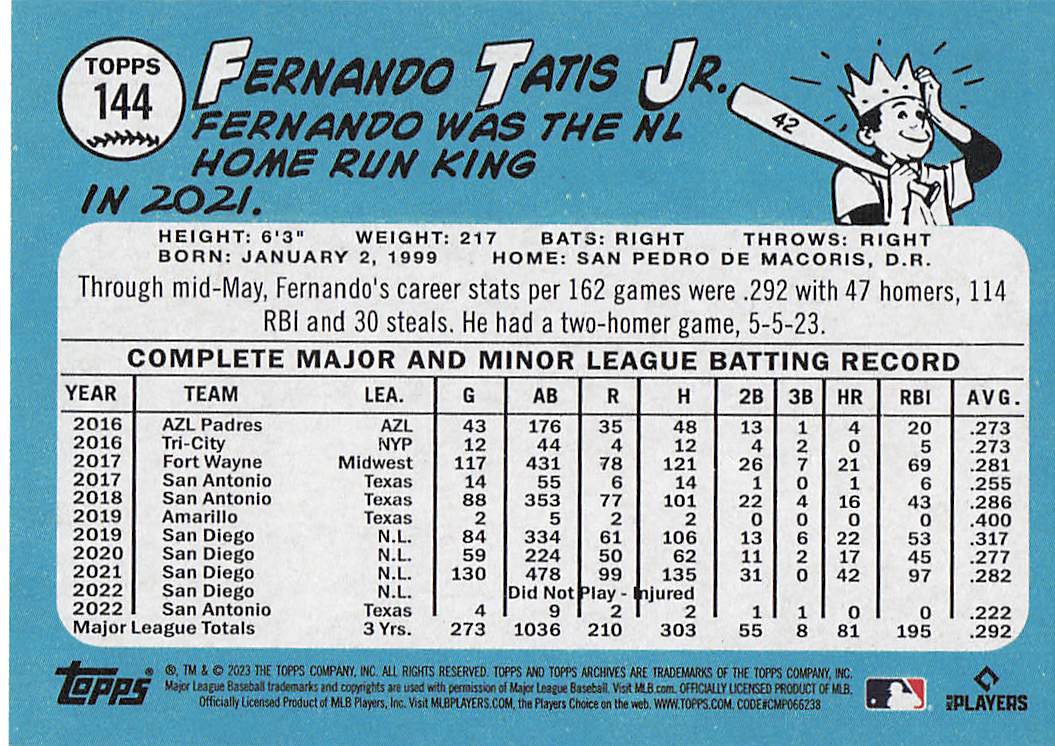 TOPPS
144
FERNANDO TATIS JR.
FERNANDO WAS THE NL
HOME RUN KING
IN 2021.
42
HEIGHT: 6'3" WEIGHT: 217 BATS: RIGHT THROWS: RIGHT
BORN: JANUARY 2, 1999 HOME: SAN PEDRO DE MACORIS, D.R.
Through mid-May, Fernando's career stats per 162 games were .292 with 47 homers, 114
RBI and 30 steals. He had a two-homer game, 5-5-23.
COMPLETE MAJOR AND MINOR LEAGUE BATTING RECORD
YEAR TEAM LEA. G AB R H 2B 3B HR RBI AVG.
2016 AZL Padres AZL 43 176 35 48 13 1 4 20 .273
2016 Tri-City NYP 12 44 4 12 4 2 0 5 .273
2017 Fort Wayne Midwest 117 431 78 121 26 7 21 69 .281
2017 San Antonio Texas 14 55 6 14 1 0 1 6 .255
2018 San Antonio Texas 88 353 77 101 22 4 16 43 .286
2019 Amarillo Texas 2 5 2 2 0 0 0 0 .400
2019 San Diego N.L. 84 334 61 106 13 6 22 53 .317
2020 San Diego N.L. 59 224 50 62 11 2 17 45 .277
2021 San Diego N.L. 130 478 99 135 31 0 42 97 .282
2022 San Diego N.L. Did Not Play - Injured
2022 San Antonio Texas 4 9 2 2 1 1 0 0 .222
Major League Totals 3 Yrs. 273 1036 210 303 55 8 81 195 .292
Topps®
®, TM & © 2023 THE TOPPS COMPANY, INC. ALL RIGHTS RESERVED. TOPPS AND TOPPS ARCHIVES ARE TRADEMARKS OF THE TOPPS COMPANY, INC.
Major League Baseball trademarks and copyrights are used with permission of Major League Baseball. Visit MLB.com. OFFICIALLY LICENSED PRODUCT OF MLB.
Officially Licensed Product of MLB Players, Inc. Visit MLBPLAYERS.COM, the Players Choice on the web. WWW.TOPPS.COM. CODE#CMP066238
MLB PLAYERS